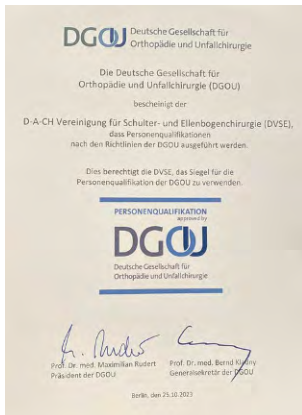 DGOU Deutsche Gesellschaft für
Orthopädie und Unfallchirurgie
Die Deutsche Gesellschaft für
Orthopädie und Unfallchirurgie (DGOU)
bescheinigt der
D-A-CH Vereinigung für Schulter- und Ellenbogenchirurgie (DVSE),
dass Personenqualifikationen
nach den Richtlinien der DGOU ausgeführt werden.
Dies berechtigt die DVSE, das Siegel für die
Personenqualifikation der DGOU zu verwenden.
PERSONENQUALIFIKATION
approved by
DGOU
Deutsche Gesellschaft für
Orthopädie und Unfallchirurgie
Prof. Dr. med. Maximilian Rudert
Präsident der DGOU
Prof. Dr. med. Bernd
Generalsekretär der DGOU
Berlin, den 25.10.2023